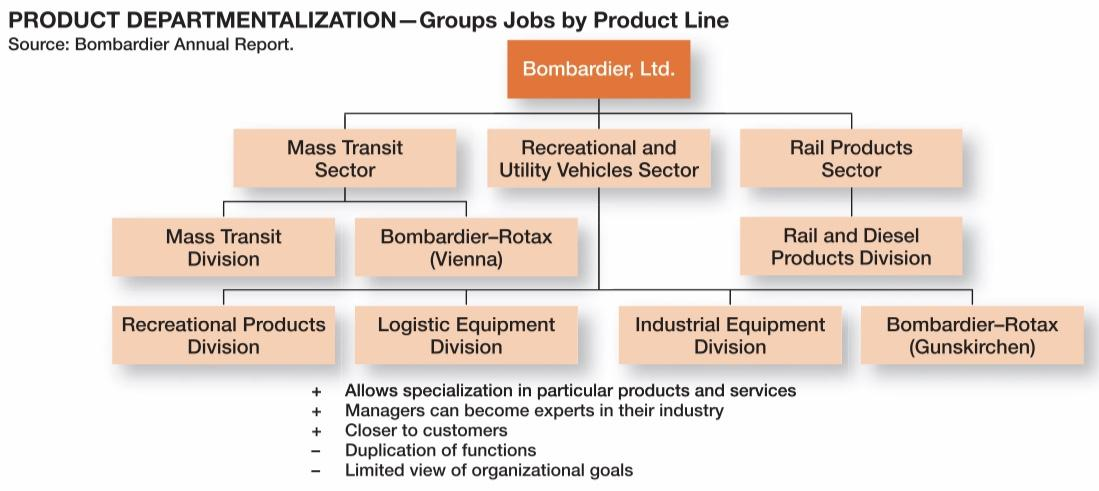 PRODUCT DEPARTMENTALIZATION—Groups Jobs by Product Line
Source: Bombardier Annual Report.
Bombardier, Ltd.
Mass Transit
Sector
Recreational and
Utility Vehicles Sector
Rail Products
Sector
Mass Transit
Division
Bombardier–Rotax
(Vienna)
Rail and Diesel
Products Division
Recreational Products
Division
Logistic Equipment
Division
Industrial Equipment
Division
Bombardier–Rotax
(Gunskirchen)
+ Allows specialization in particular products and services
+ Managers can become experts in their industry
+ Closer to customers
– Duplication of functions
– Limited view of organizational goals